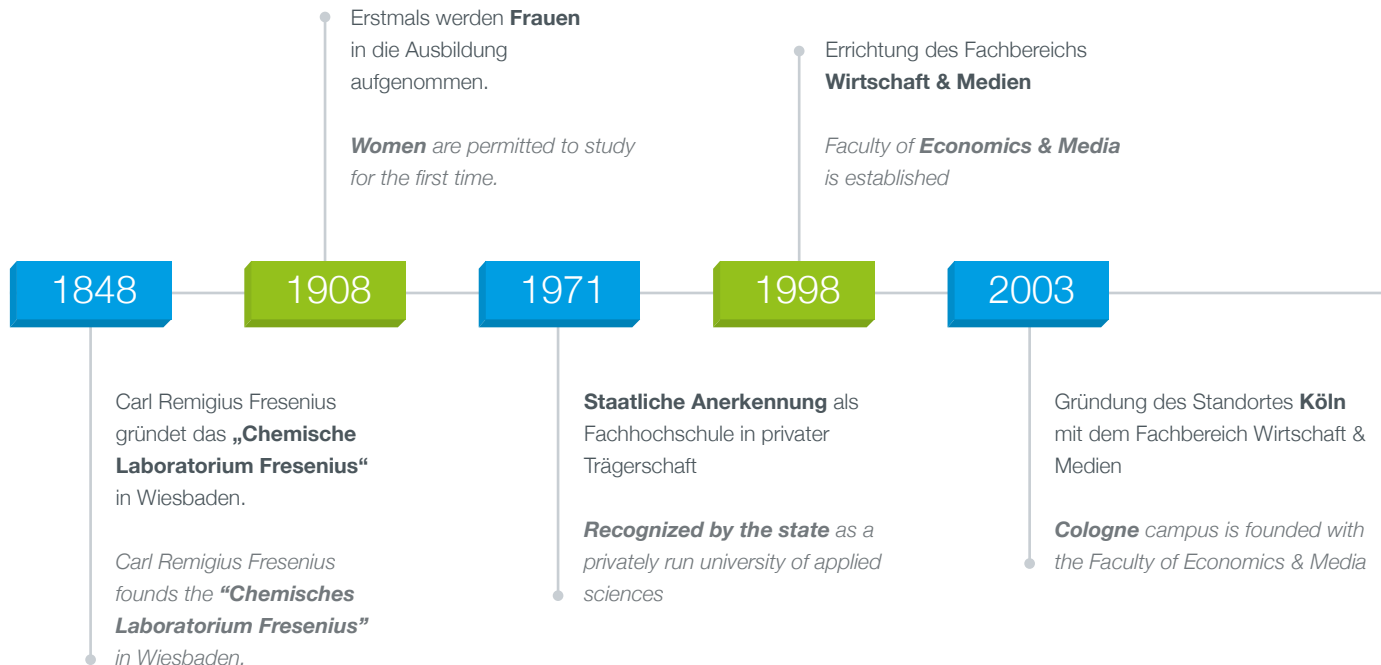 Erstmals werden Frauen
in die Ausbildung
aufgenommen.
Women are permitted to study
for the first time.
Errichtung des Fachbereichs
Wirtschaft & Medien
Faculty of Economics & Media
is established
1848
1908
1971
1998
2003
Carl Remigius Fresenius
gründet das „Chemische
Laboratorium Fresenius“
in Wiesbaden.
Carl Remigius Fresenius
founds the “Chemisches
Laboratorium Fresenius”
in Wiesbaden.
Staatliche Anerkennung als
Fachhochschule in privater
Trägerschaft
Recognized by the state as a
privately run university of applied
sciences
Gründung des Standortes Köln
mit dem Fachbereich Wirtschaft &
Medien
Cologne campus is founded with
the Faculty of Economics & Media